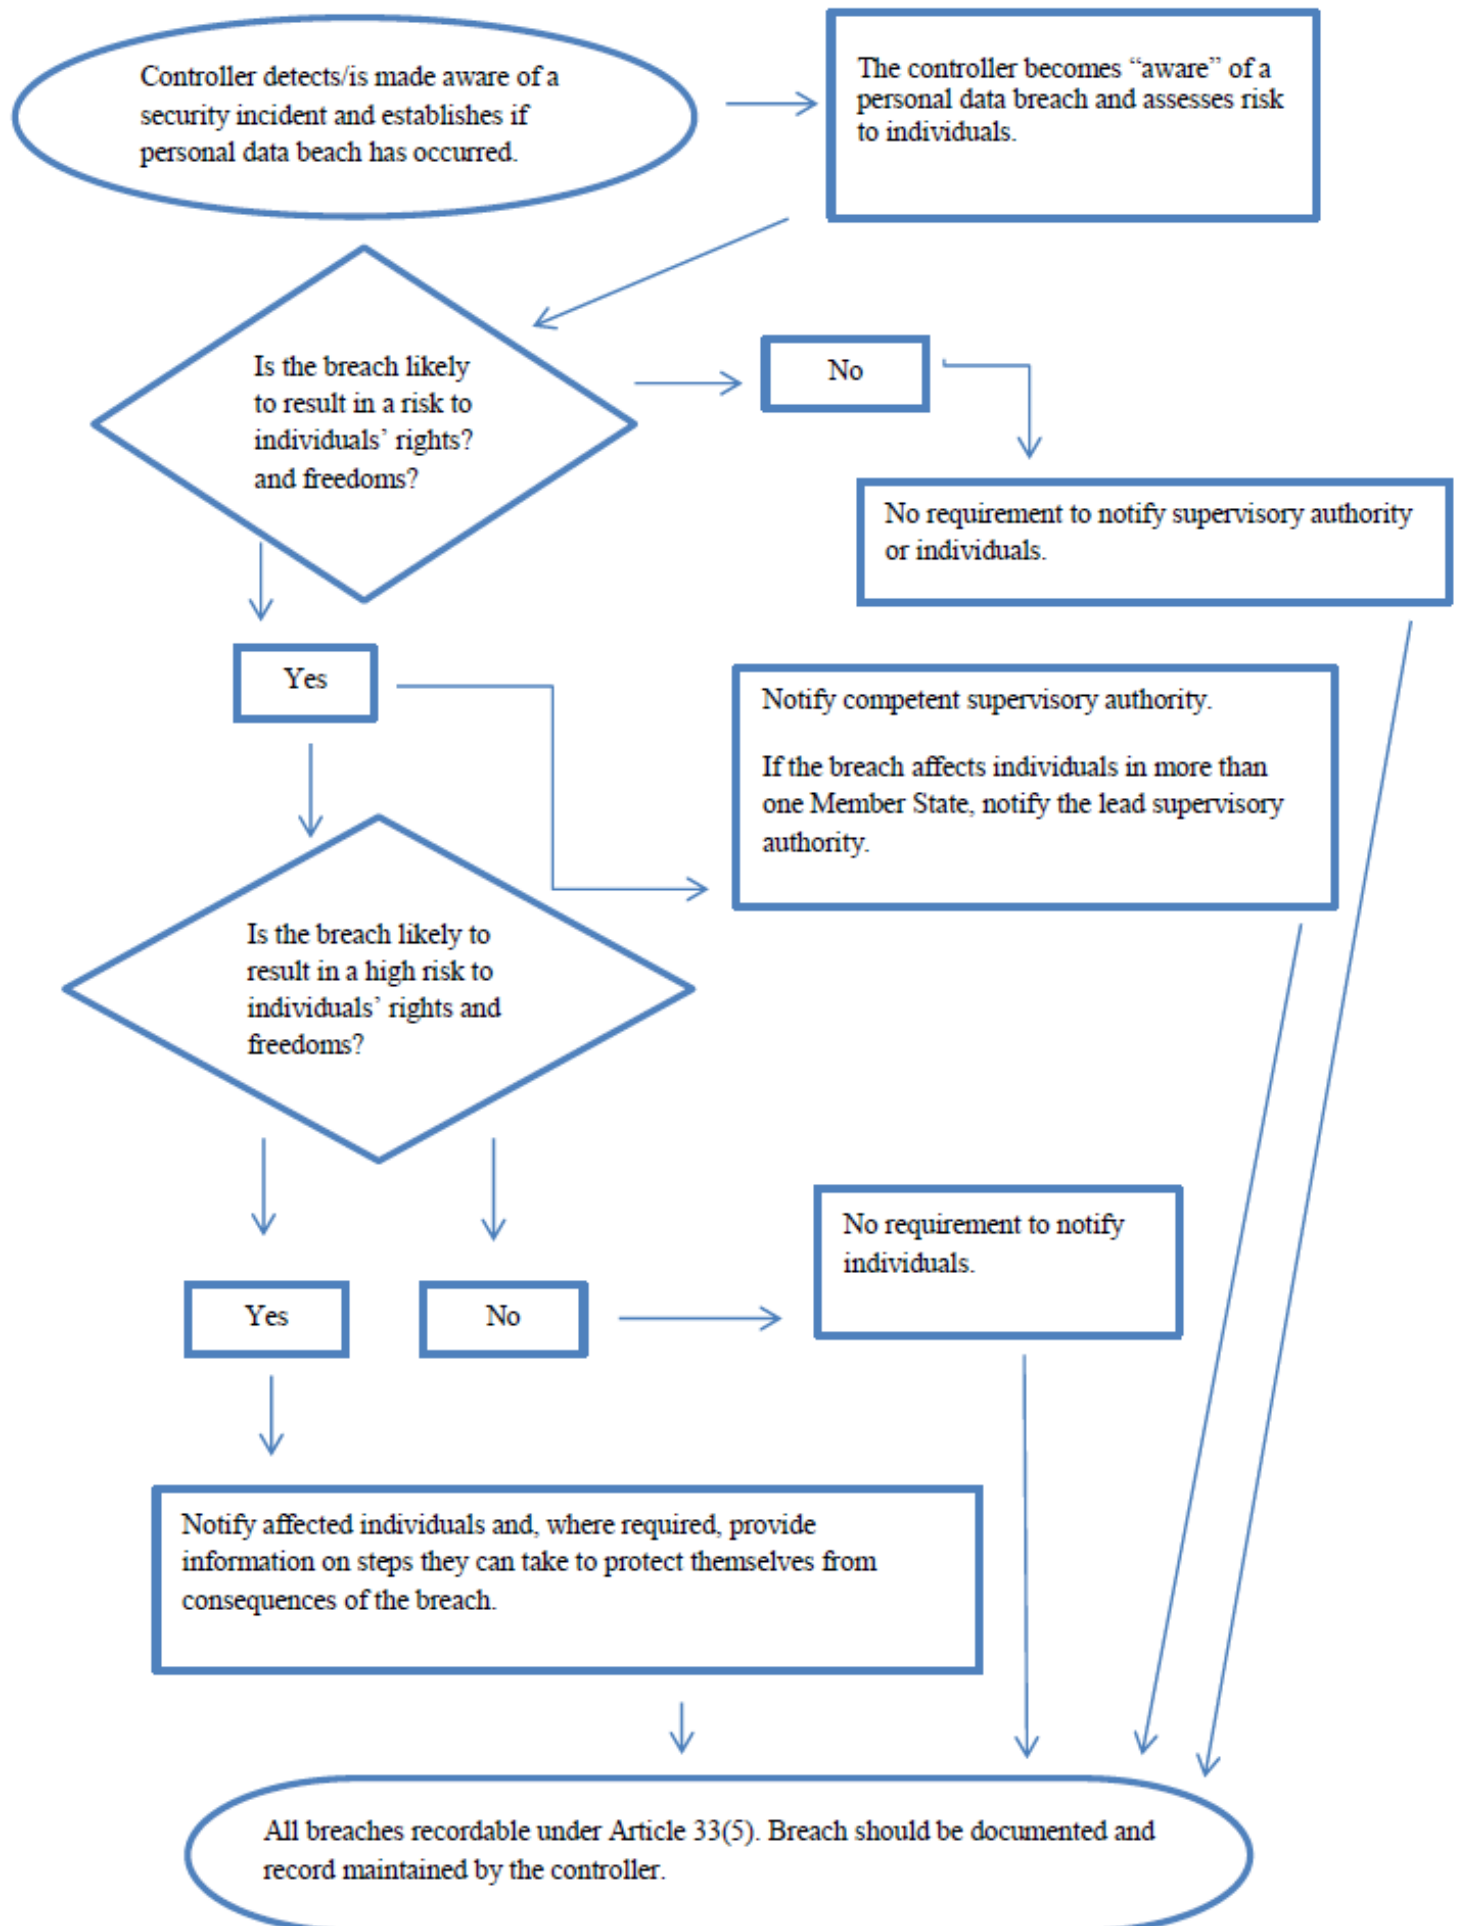 Controller detects/is made aware of a
security incident and establishes if
personal data beach has occurred.
The controller becomes “aware” of a
personal data breach and assesses risk
to individuals.
Is the breach likely
to result in a risk to
individuals’ rights?
and freedoms?
No
No requirement to notify supervisory authority
or individuals.
Yes
Notify competent supervisory authority.
If the breach affects individuals in more than
one Member State, notify the lead supervisory
authority.
Is the breach likely to
result in a high risk to
individuals’ rights and
freedoms?
Yes
No
No requirement to notify
individuals.
Notify affected individuals and, where required, provide
information on steps they can take to protect themselves from
consequences of the breach.
All breaches recordable under Article 33(5). Breach should be documented and
record maintained by the controller.